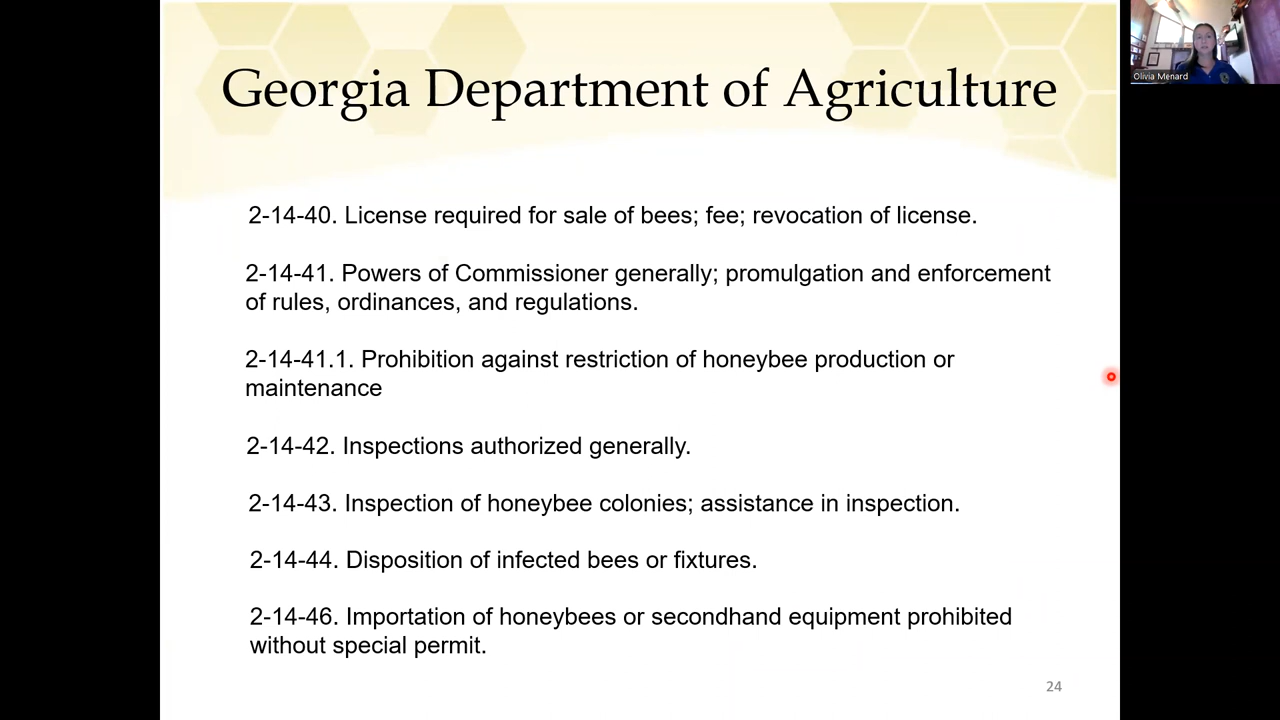 Georgia Department of Agriculture
Olivia Menard
2-14-40. License required for sale of bees; fee; revocation of license.
2-14-41. Powers of Commissioner generally; promulgation and enforcement
of rules, ordinances, and regulations.
2-14-41.1. Prohibition against restriction of honeybee production or
maintenance
2-14-42. Inspections authorized generally.
2-14-43. Inspection of honeybee colonies; assistance in inspection.
2-14-44. Disposition of infected bees or fixtures.
2-14-46. Importation of honeybees or secondhand equipment prohibited
without special permit.
24